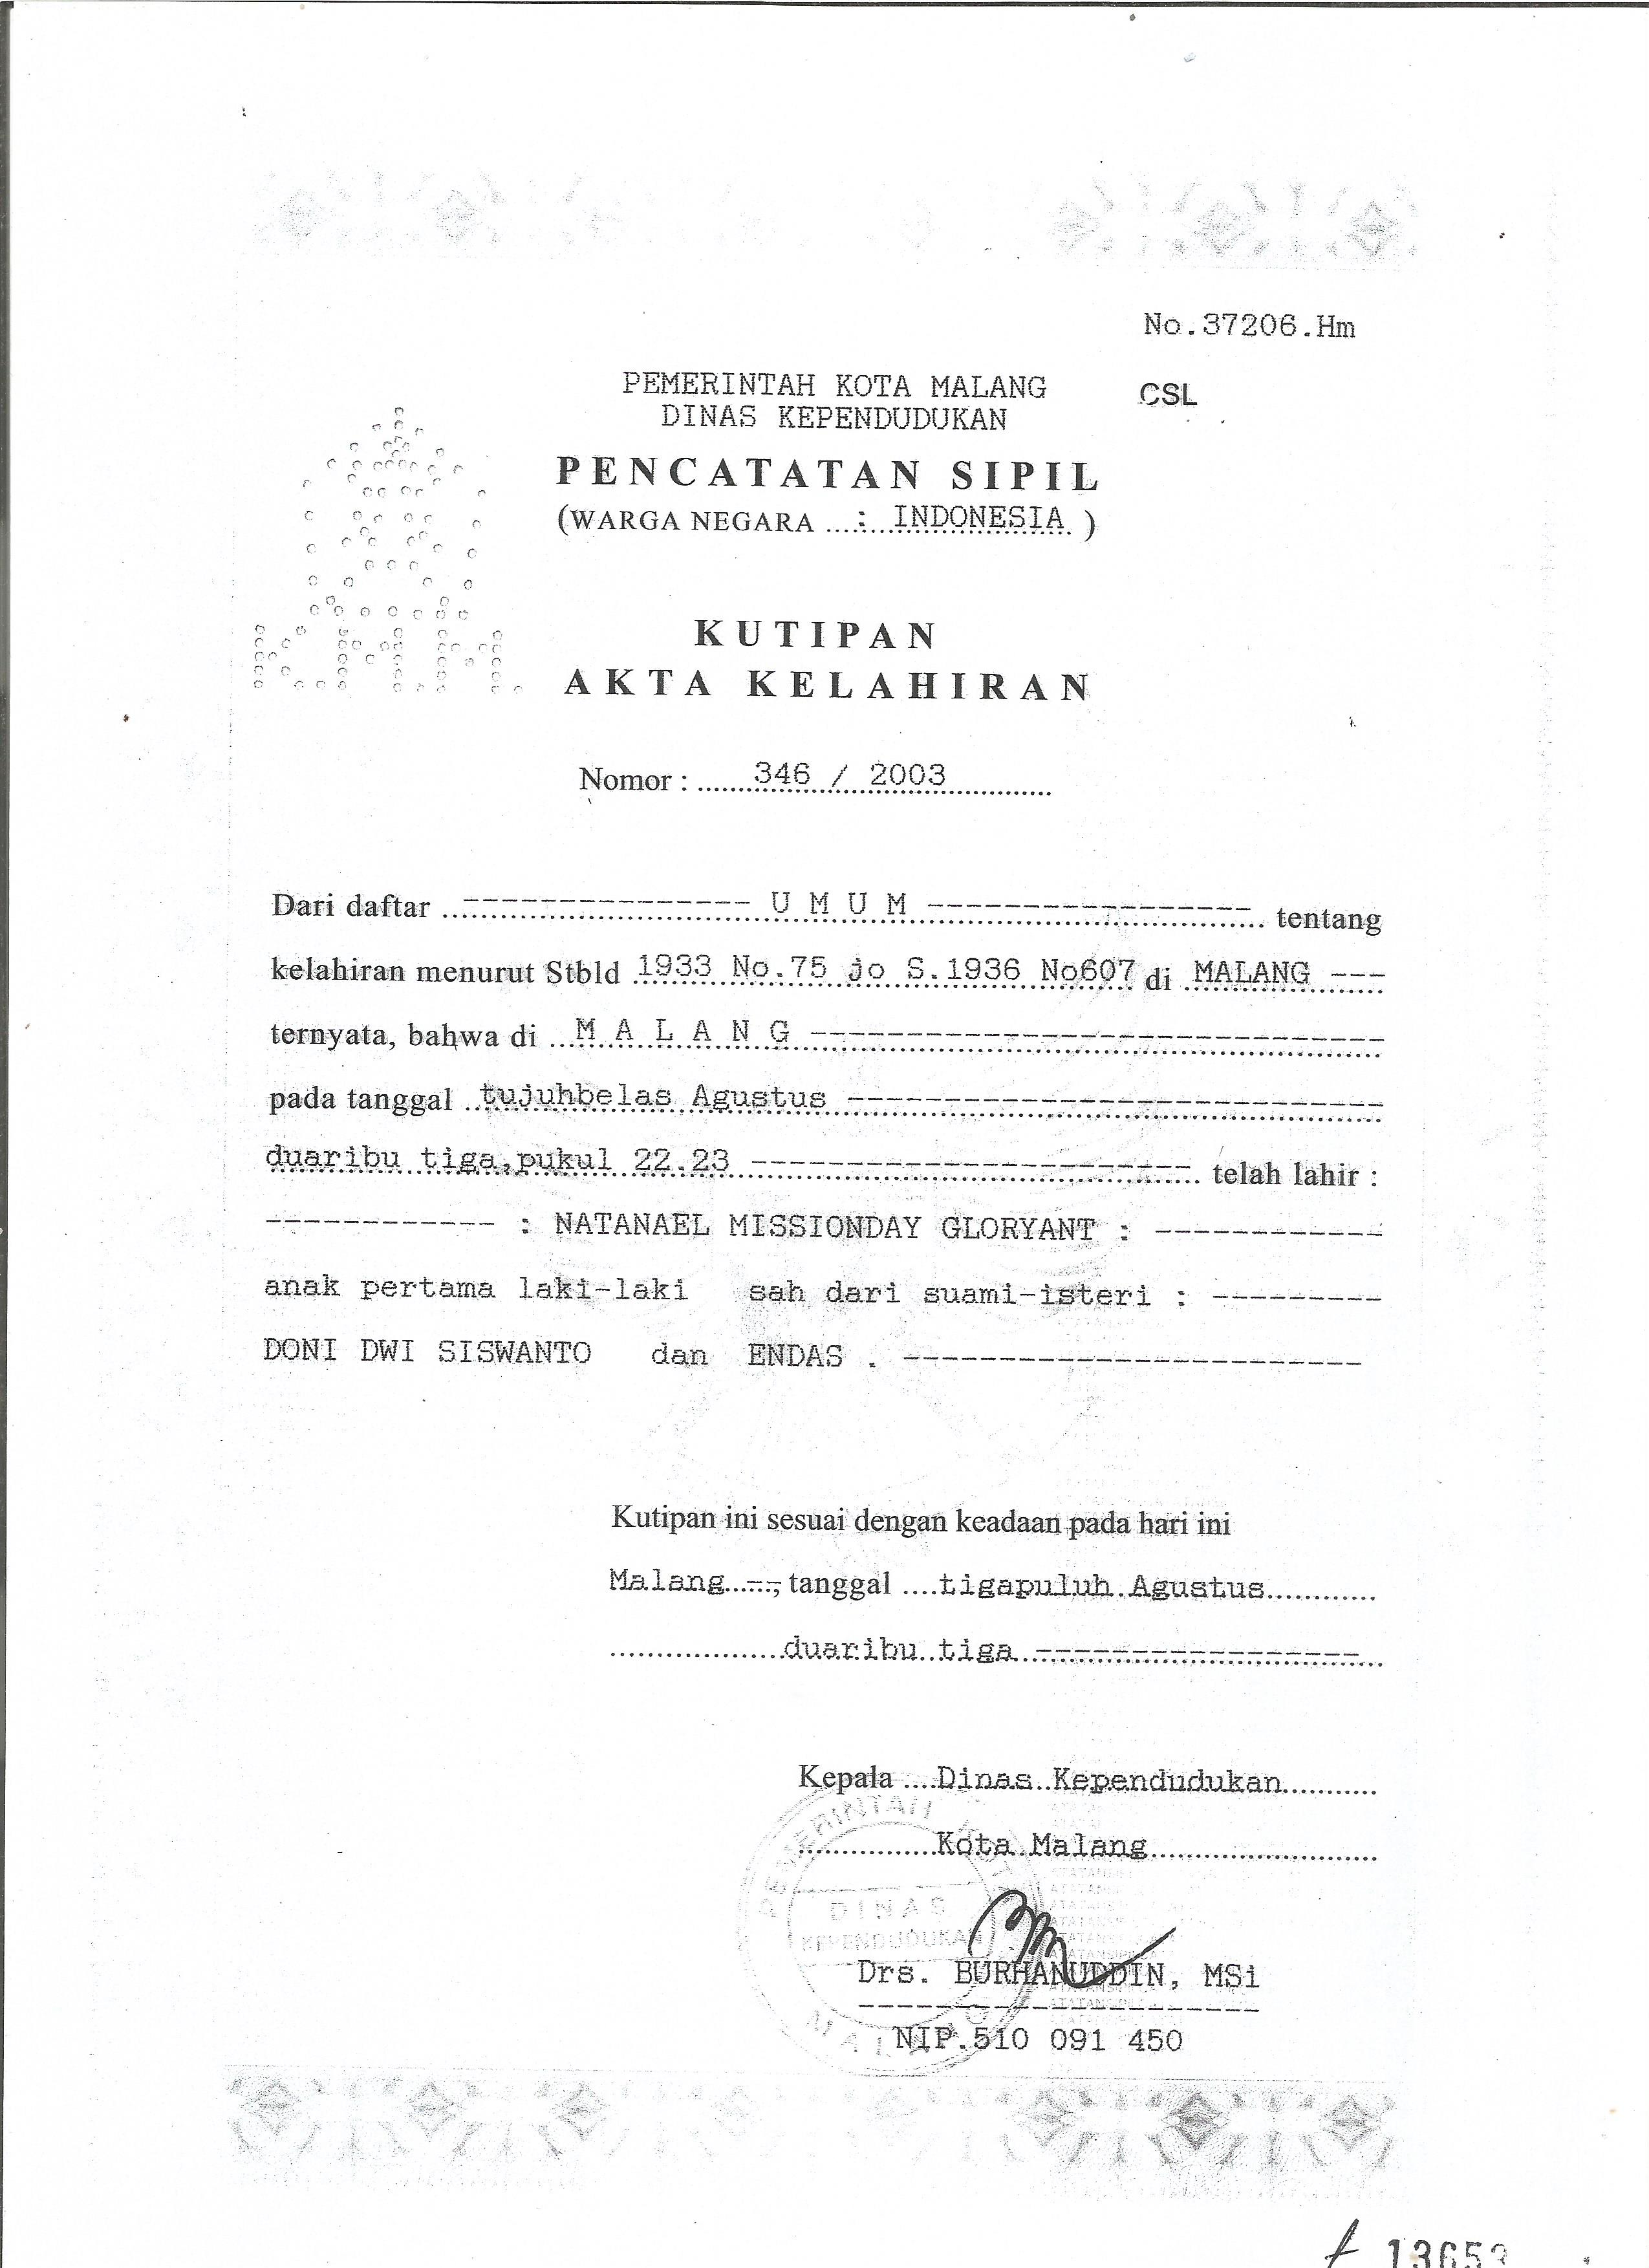 No.37206.Hm
PEMERINTAH KOTA MALANG
CSL
DINAS KEPENDUDUKAN
PENCATATAN SIPIL
(WARGA NEGARA ....: INDONESIA )
K.M.M.
KUTIPAN
AKTA KELAHIRAN
Nomor : 346 / 2003
Dari daftar --------------- U M U M ----------------- tentang
kelahiran menurut Stbld 1933 No.75 jo S.1936 No607 di MALANG ---
ternyata, bahwa di M A L A N G ------------------------------
pada tanggal tujuhbelas Agustus ----------------------------
duaribu tiga,pukul 22.23 ----------------------- telah lahir :
------------ : NATANAEL MISSIONDAY GLORYANT : ------------
anak pertama laki-laki sah dari suami-isteri : ---------
DONI DWI SISWANTO dan ENDAS . ------------------------
Kutipan ini sesuai dengan keadaan pada hari ini
Malang --, tanggal tigapuluh Agustus
duaribu tiga -----------------
Kepala Dinas Kependudukan
Kota Malang
PEMERINTAH
DINAS
KEPENDUDUKAN
MALANG
Drs. BURHANUDDIN, MSi
---------------------
NIP.510 091 450